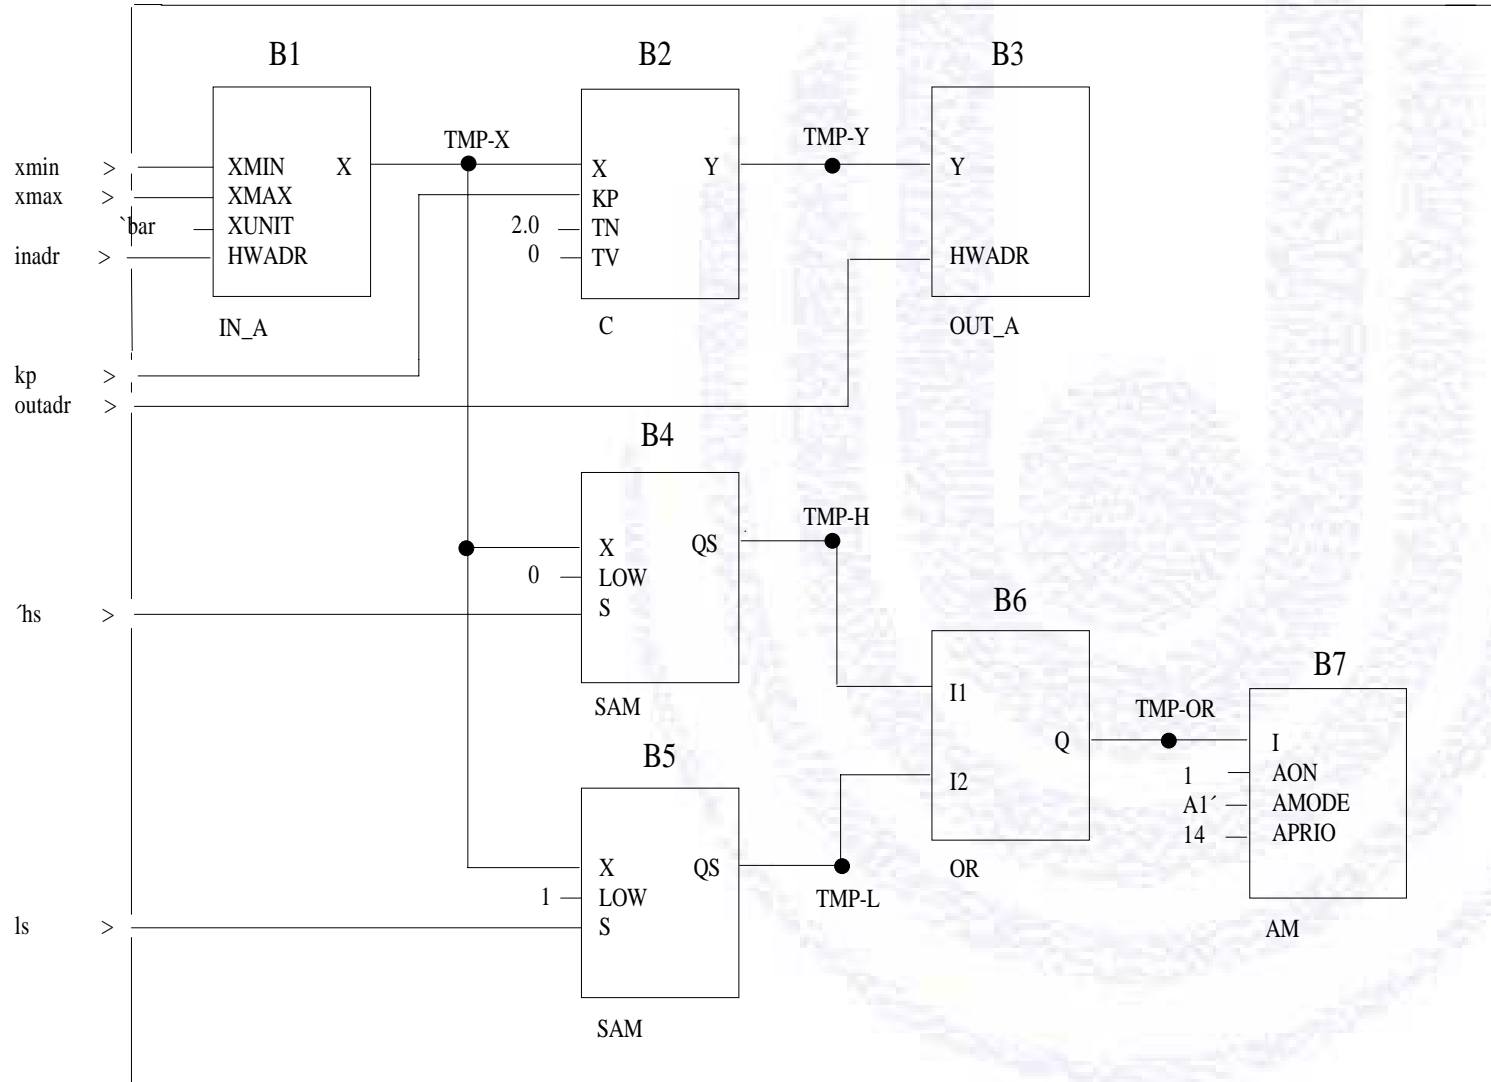 B1 B2 B3
TMP-X TMP-Y
xmin > XMIN X X Y Y
xmax > XMAX KP
`bar XUNIT 2.0 TN
inadr > HWADR 0 TV HWADR
IN_A C OUT_A
kp >
outadr >
B4
TMP-H
X QS
0 LOW
´hs > S
B6
SAM
B7
I1
TMP-OR
Q I
B5
1 AON
I2
A1´ AMODE
14 APRIO
X QS OR
1 LOW TMP-L
ls > S AM
SAM